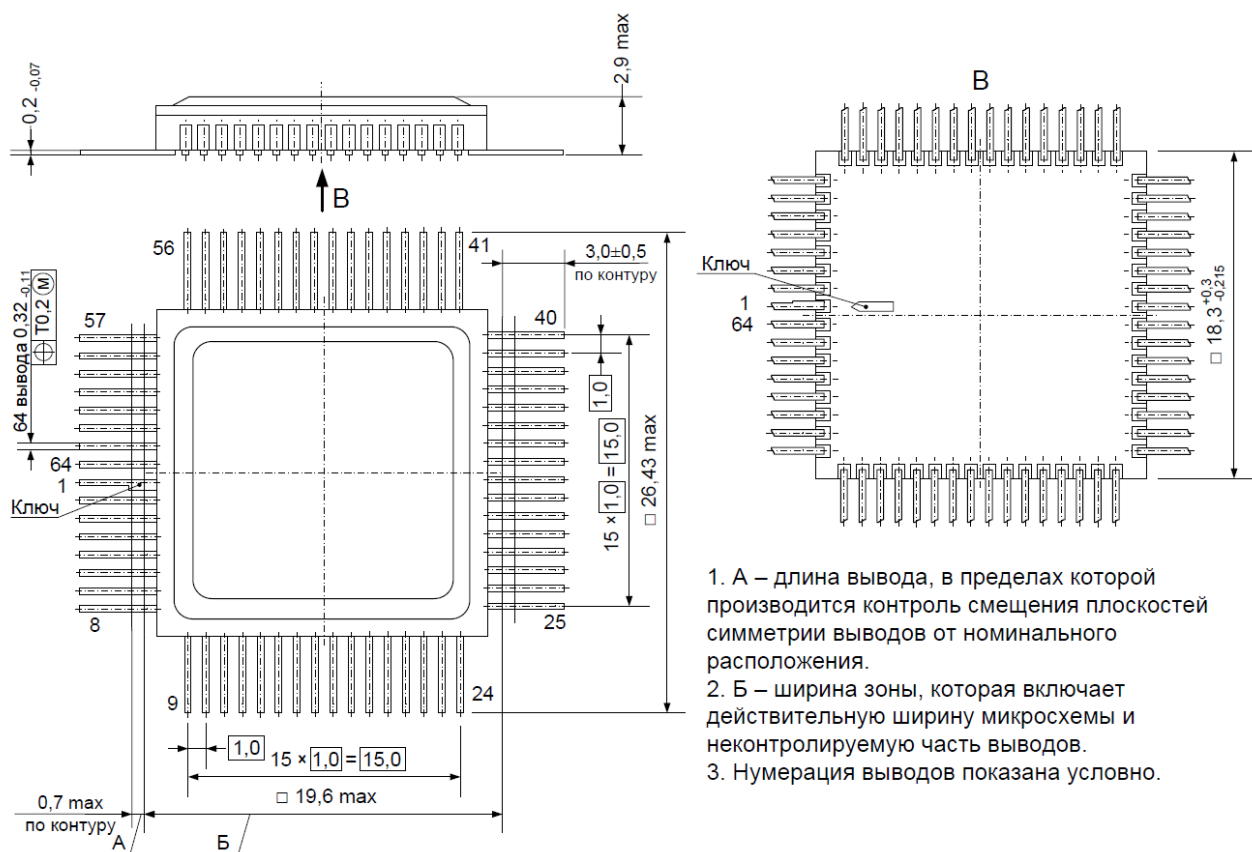 2,9 max
0,2 -0,07
В
56
41
3,0±0,5
по контуру
57
40
64 вывода 0,32 -0,11
Т0,2 М
1,0
15 × 1,0 = 15,0
□ 26,43 max
64
1
Ключ
8
25
9
24
1,0
15 × 1,0 = 15,0
□ 19,6 max
0,7 max
по контуру
А
Б
В
Ключ
1
64
□ 18,3 +0,3 -0,215
1. А – длина вывода, в пределах которой
производится контроль смещения плоскостей
симметрии выводов от номинального
расположения.
2. Б – ширина зоны, которая включает
действительную ширину микросхемы и
неконтролируемую часть выводов.
3. Нумерация выводов показана условно.